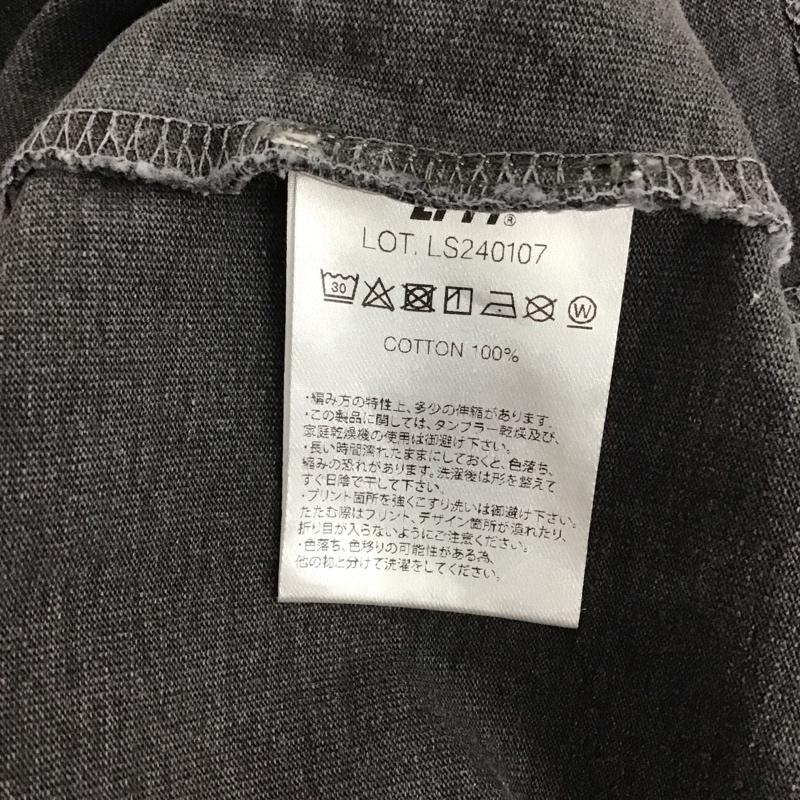 ®
LOT. LS240107
30 W
COTTON 100%
・編み方の特性上、多少の伸縮があります。
・この製品に関しては、タンブラー乾燥及び、
家庭乾燥機の使用は御避け下さい。
・長い時間濡れたままにしておくと、色落ち、
縮みの恐れがあります。洗濯後は形を整えて
すぐ日陰で干して下さい。
・プリント箇所を強くこすり洗いは御避け下さい。
たたむ際はプリント、デザイン箇所が潰れたり、
折り目が入らないようにご注意ください。
・色落ち、色移りの可能性がある為、
他の物と分けて洗濯をしてください。